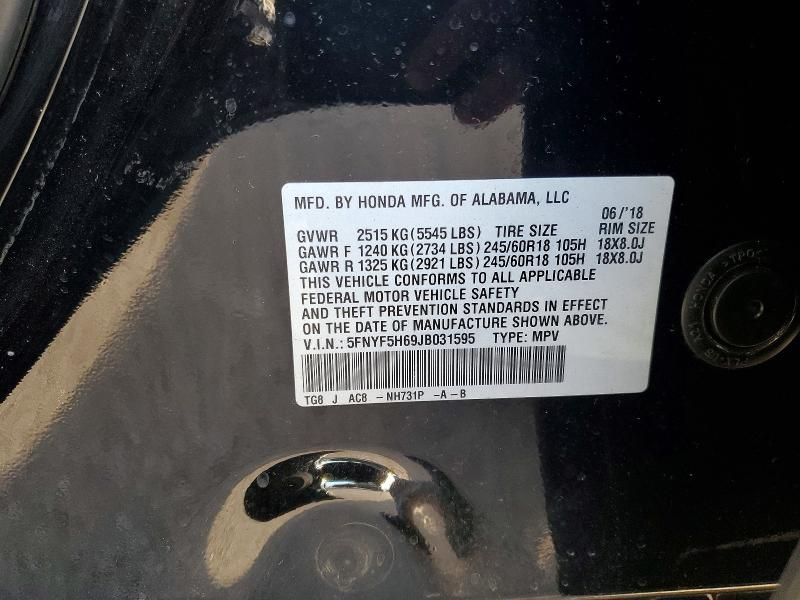 MFD. BY HONDA MFG. OF ALABAMA, LLC
06/'18
GVWR 2515 KG(5545 LBS) TIRE SIZE RIM SIZE
GAWR F 1240 KG(2734 LBS) 245/60R18 105H 18X8.0J
GAWR R 1325 KG(2921 LBS) 245/60R18 105H 18X8.0J
THIS VEHICLE CONFORMS TO ALL APPLICABLE
FEDERAL MOTOR VEHICLE SAFETY
AND THEFT PREVENTION STANDARDS IN EFFECT
ON THE DATE OF MANUFACTURE SHOWN ABOVE.
V.I.N.: 5FNYF5H69JB031595 TYPE: MPV
TG8 J AC8 -NH731P -A-B
HONDA